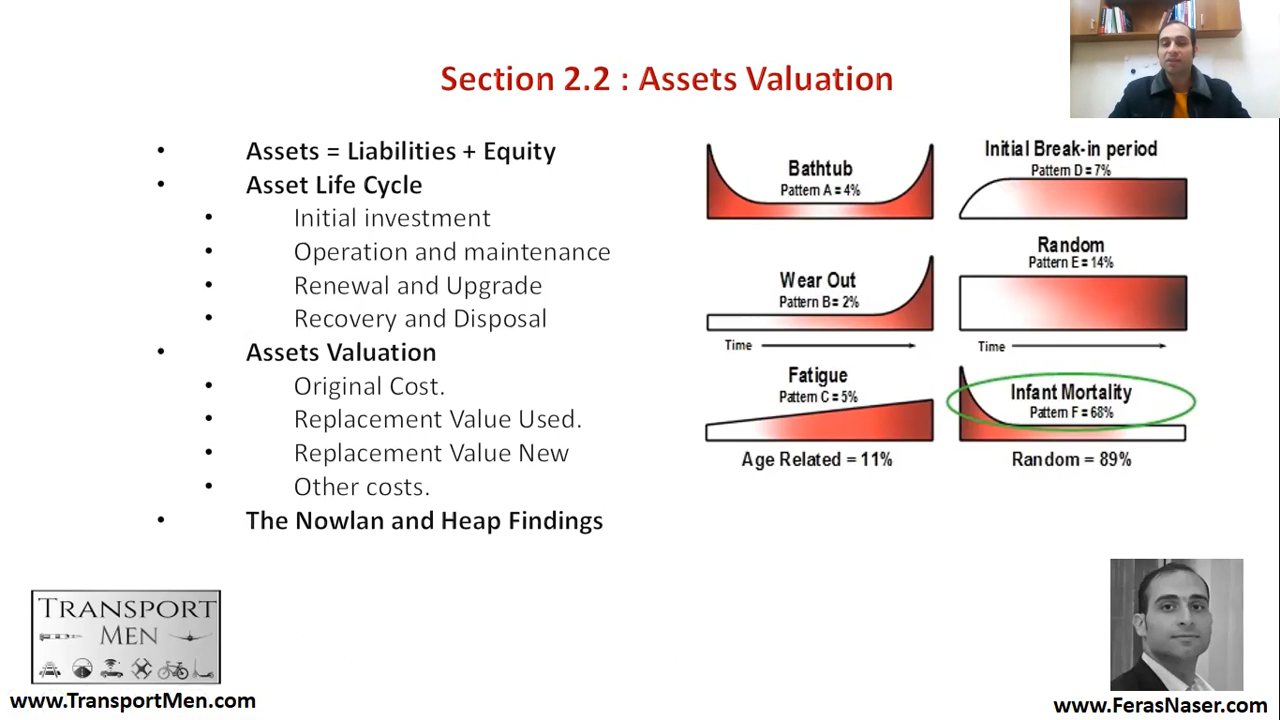 Section 2.2 : Assets Valuation
• Assets = Liabilities + Equity
• Asset Life Cycle
• Initial investment
• Operation and maintenance
• Renewal and Upgrade
• Recovery and Disposal
• Assets Valuation
• Original Cost.
• Replacement Value Used.
• Replacement Value New
• Other costs.
• The Nowlan and Heap Findings
Bathtub
Pattern A = 4%
Initial Break-in period
Pattern D = 7%
Wear Out
Pattern B = 2%
Random
Pattern E = 14%
Time
Time
Fatigue
Pattern C = 5%
Infant Mortality
Pattern F = 68%
Age Related = 11%
Random = 89%
TRANSPORT
MEN
www.TransportMen.com
www.FerasNaser.com